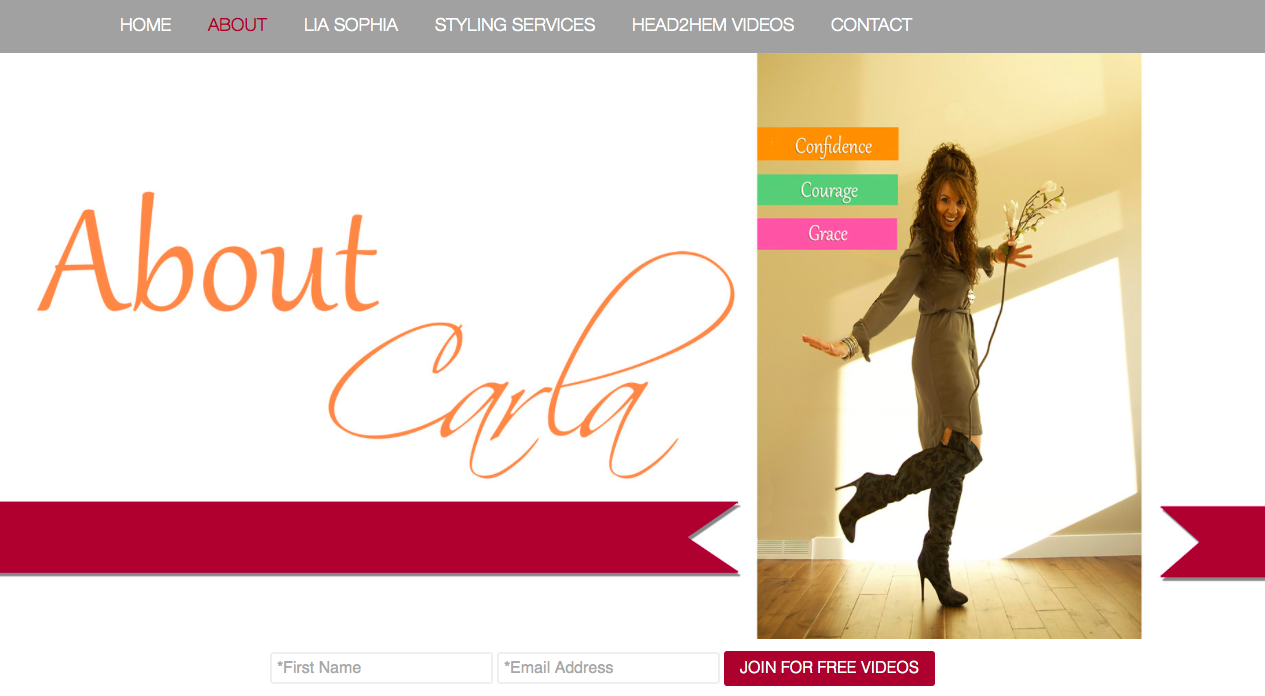 HOME ABOUT LIA SOPHIA STYLING SERVICES HEAD2HEM VIDEOS CONTACT
About
Carla
Confidence
Courage
Grace
*First Name *Email Address JOIN FOR FREE VIDEOS